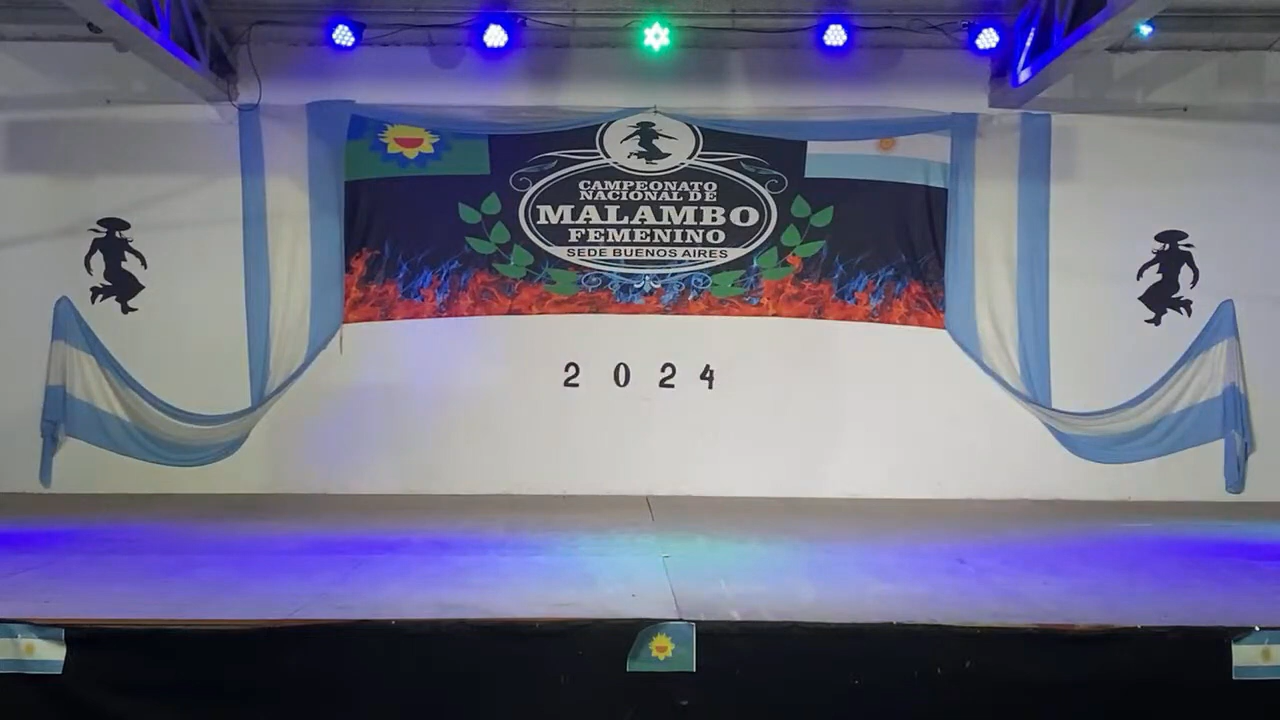 CAMPEONATO
NACIONAL DE
MALAMBO
FEMENINO
SEDE BUENOS AIRES
2024